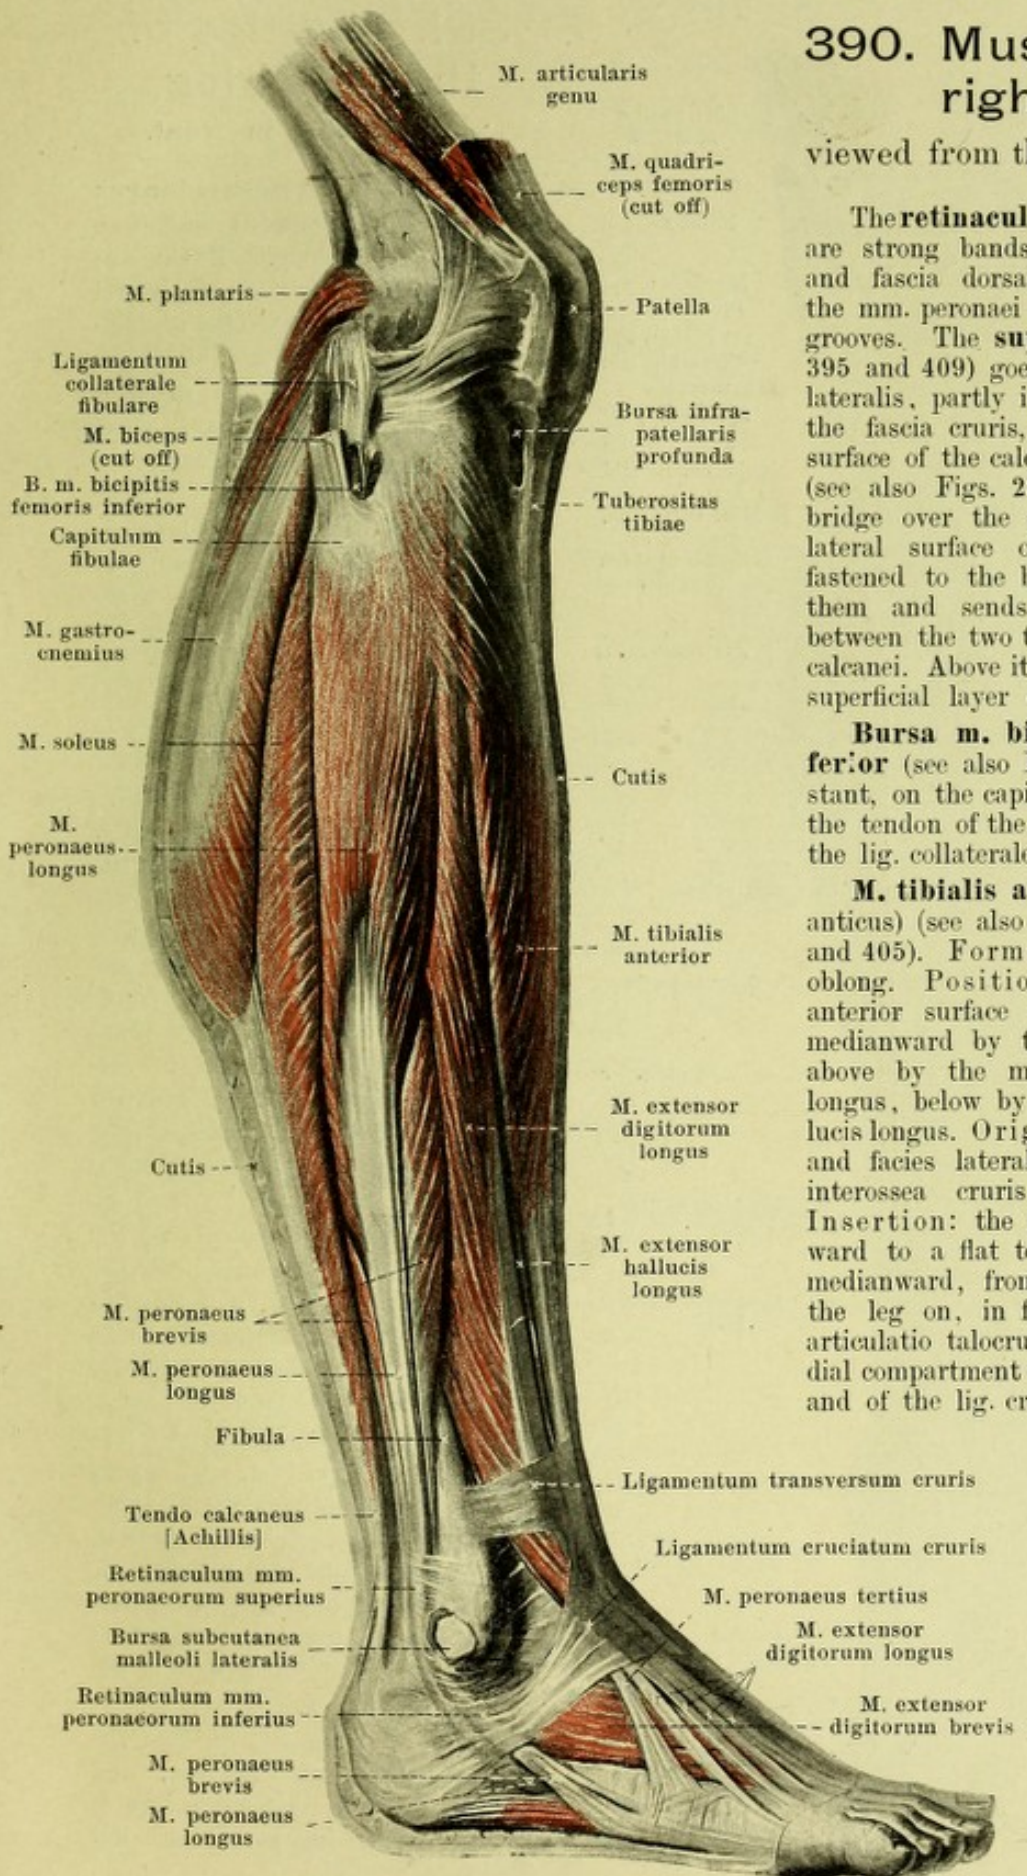 390. Mus
righ
viewed from th
The retinacul
are strong bands
and fascia dorsa
the mm. peronaei
grooves. The su
395 and 409) goe
lateralis, partly i
the fascia cruris,
surface of the calc
(see also Figs. 2
bridge over the
lateral surface o
fastened to the b
them and sends
between the two t
calcanei. Above it
superficial layer
Bursa m. bi
ferior (see also
stant, on the capi
the tendon of the
the lig. collaterale
M. tibialis a
anticus) (see also
and 405). Form
oblong. Positio
anterior surface
medianward by t
above by the m
longus, below by
lucis longus. Orig
and facies lateral
interossea cruris
Insertion: the
ward to a flat te
medianward, from
the leg on, in f
articulatio talocru
dial compartment
and of the lig. cr
M. articularis
genu
M. quadri-
ceps femoris
(cut off)
M. plantaris
Patella
Ligamentum
collaterale
fibulare
M. biceps
(cut off)
B. m. bicipitis
femoris inferior
Capitulum
fibulae
Bursa infra-
patellaris
profunda
Tuberositas
tibiae
M. gastro-
cnemius
M. soleus
Cutis
M.
peronaeus
longus
M. tibialis
anterior
M. extensor
digitorum
longus
Cutis
M. extensor
hallucis
longus
M. peronaeus
brevis
M. peronaeus
longus
Fibula
Ligamentum transversum cruris
Tendo calcaneus
[Achillis]
Ligamentum cruciatum cruris
Retinaculum mm.
peronaeorum superius
M. peronaeus tertius
Bursa subcutanea
malleoli lateralis
M. extensor
digitorum longus
Retinaculum mm.
peronaeorum inferius
M. extensor
digitorum brevis
M. peronaeus
brevis
M. peronaeus
longus